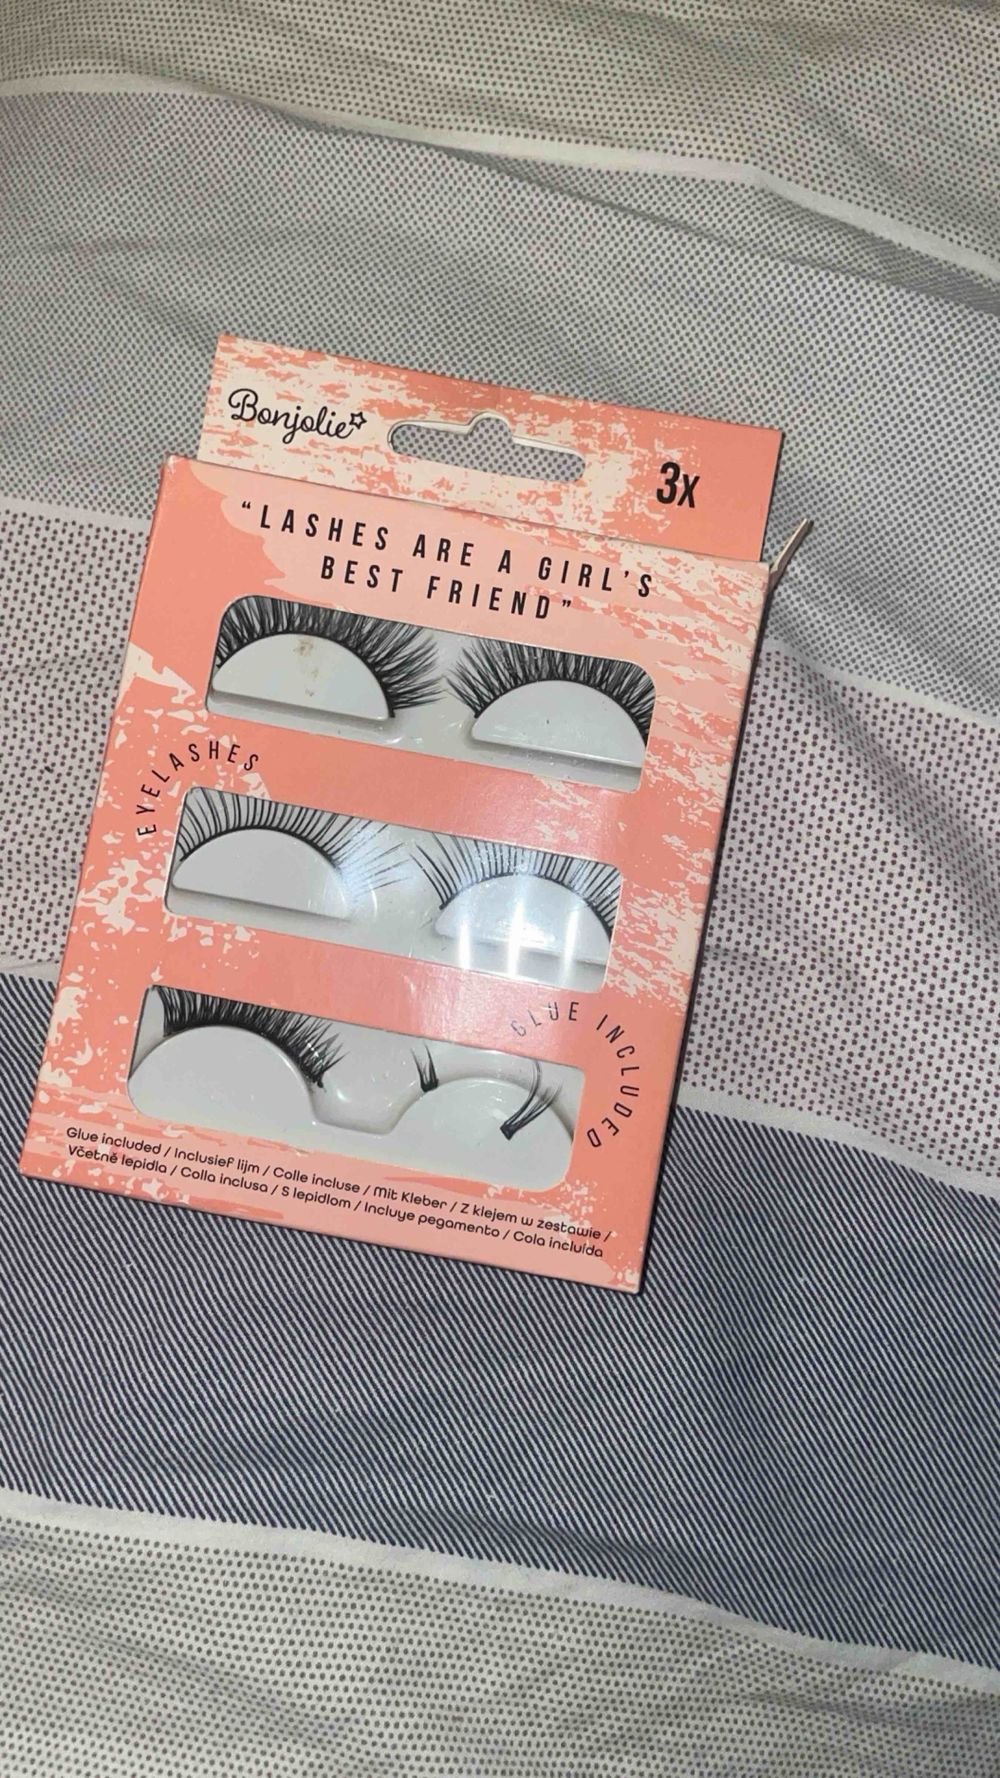 Bonjolie
3X
“LASHES ARE A GIRL'S
BEST FRIEND”
EYELASHES
GLUE INCLUDED
Glue included / Inclusief lijm / Colle incluse / Mit Kleber / Z klejem w zestawie /
Včetně lepidla / Colla inclusa / S lepidlom / Incluye pegamento / Cola incluída